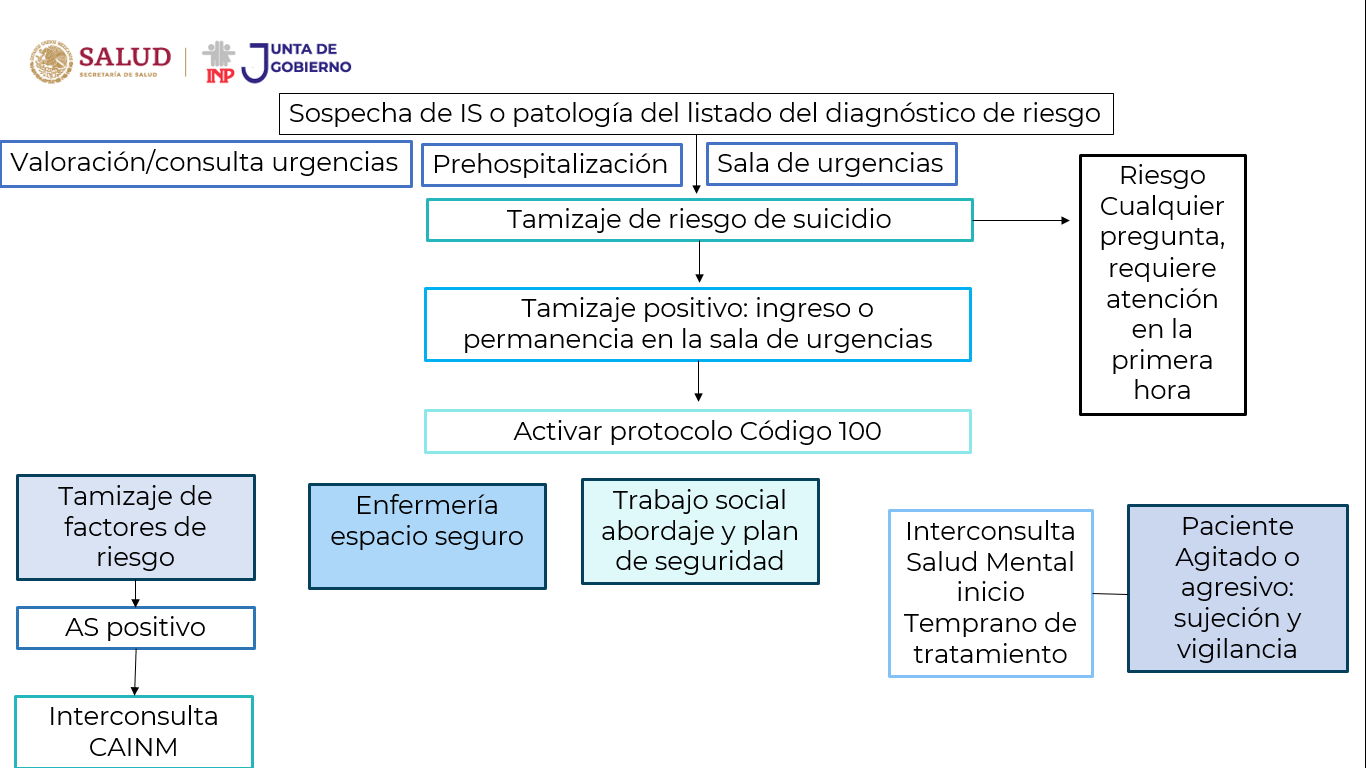 SALUD
SECRETARÍA DE SALUD
INP
JUNTA DE
GOBIERNO
Sospecha de IS o patología del listado del diagnóstico de riesgo
Valoración/consulta urgencias
Prehospitalización
Sala de urgencias
Tamizaje de riesgo de suicidio
Riesgo
Cualquier
pregunta,
requiere
atención
en la
primera
hora
Tamizaje positivo: ingreso o
permanencia en la sala de urgencias
Activar protocolo Código 100
Tamizaje de
factores de
riesgo
AS positivo
Interconsulta
CAINM
Enfermería
espacio seguro
Trabajo social
abordaje y plan
de seguridad
Interconsulta
Salud Mental
inicio
Temprano de
tratamiento
Paciente
Agitado o
agresivo:
sujeción y
vigilancia